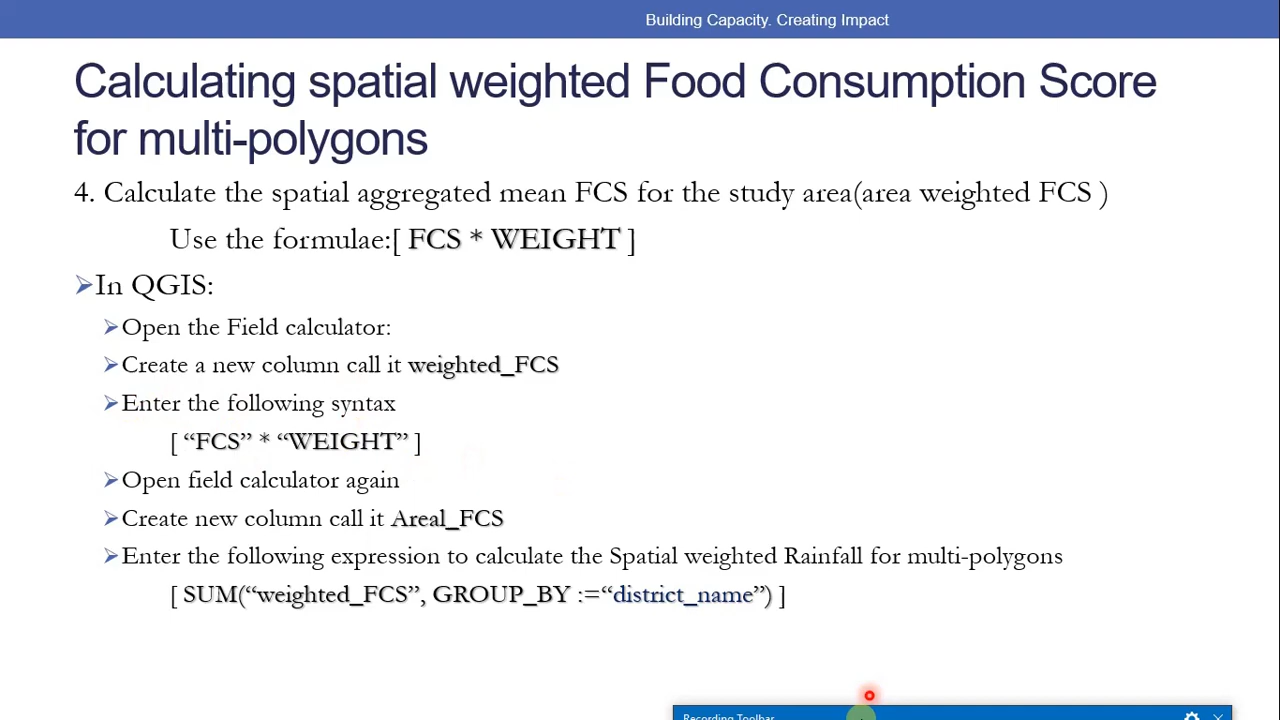 Building Capacity. Creating Impact
Calculating spatial weighted Food Consumption Score
for multi-polygons
4. Calculate the spatial aggregated mean FCS for the study area(area weighted FCS )
Use the formulae:[ FCS * WEIGHT ]
In QGIS:
Open the Field calculator:
Create a new column call it weighted_FCS
Enter the following syntax
[ “FCS” * “WEIGHT” ]
Open field calculator again
Create new column call it Areal_FCS
Enter the following expression to calculate the Spatial weighted Rainfall for multi-polygons
[ SUM(“weighted_FCS”, GROUP_BY :=“district_name”) ]
Recording Toolbar